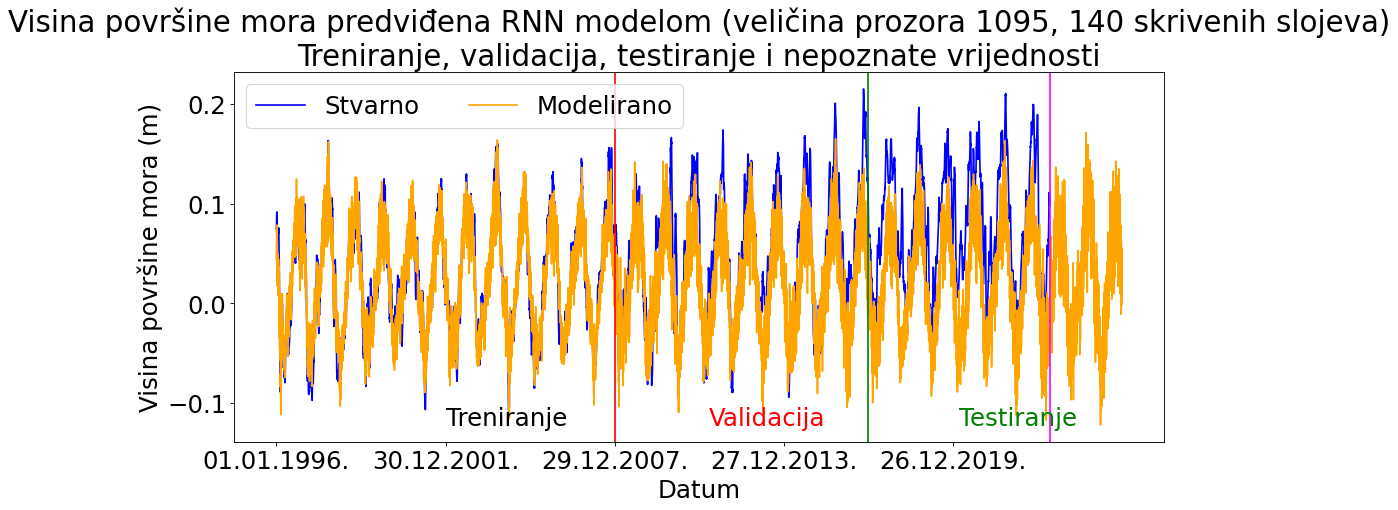 Visina površine mora predviđena RNN modelom (veličina prozora 1095, 140 skrivenih slojeva)
Treniranje, validacija, testiranje i nepoznate vrijednosti
Stvarno
Modelirano
Visina površine mora (m)
0.2
0.1
0.0
−0.1
Treniranje
Validacija
Testiranje
01.01.1996.
30.12.2001.
29.12.2007.
27.12.2013.
26.12.2019.
Datum